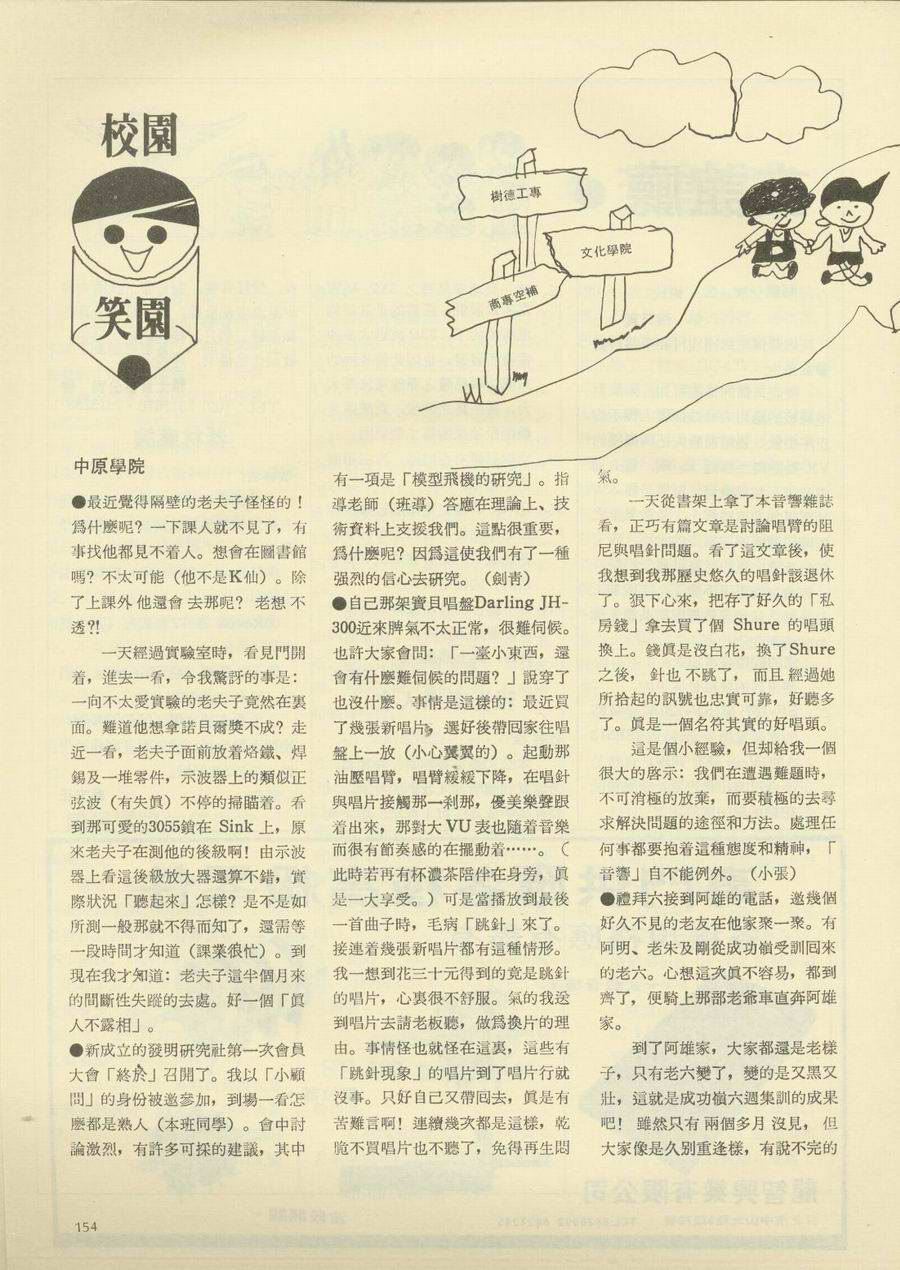 校園
笑園
樹德工專
文化學院
商專空補
中原學院
●最近覺得隔壁的老夫子怪怪的！
爲什麼呢？一下課人就不見了，有
事找他都見不着人。想會在圖書館
嗎？不太可能（他不是K仙）。除
了上課外他還會去那呢？老想不
透？！
一天經過實驗室時，看見門開
着，進去一看，令我驚訝的事是：
一向不太愛實驗的老夫子竟然在裏
面。難道他想拿諾貝爾獎不成？走
近一看，老夫子面前放着烙鐵、焊
錫及一堆零件，示波器上的類似正
弦波（有失眞）不停的掃瞄着。看
到那可愛的3055鎖在 Sink 上，原
來老夫子在測他的後級啊！由示波
器上看這後級放大器還算不錯，實
際狀況「聽起來」怎樣？是不是如
所測一般那就不得而知了，還需等
一段時間才知道（課業很忙）。到
現在我才知道：老夫子這半個月來
的間斷性失蹤的去處。好一個「眞
人不露相」。
●新成立的發明研究社第一次會員
大會「終於」召開了。我以「小顧
問」的身份被邀參加，到場一看怎
麽都是熟人（本班同學）。會中討
論激烈，有許多可採的建議，其中
有一項是「模型飛機的研究」。指
導老師（班導）答應在理論上、技
術資料上支援我們。這點很重要，
爲什麽呢？因爲這使我們有了一種
强烈的信心去研究。（劍靑）
●自己那架寶貝唱盤Darling JH-
300近來脾氣不太正常，很難伺候。
也許大家會問：「一臺小東西，還
會有什麽難伺候的問題？」說穿了
也沒什麽。事情是這樣的：最近買
了幾張新唱片，選好後帶回家往唱
盤上一放（小心翼翼的）。起動那
油壓唱臂，唱臂緩緩下降，在唱針
與唱片接觸那一刹那，優美樂聲跟
着出來，那對大 VU 表也隨着音樂
而很有節奏感的在擺動着……。（
此時若再有杯濃茶陪伴在身旁，眞
是一大享受。）可是當播放到最後
一首曲子時，毛病「跳針」來了。
接連着幾張新唱片都有這種情形。
我一想到花三十元得到的竟是跳針
的唱片，心裏很不舒服。氣的我送
到唱片去請老板聽，做爲換片的理
由。事情怪也就怪在這裏，這些有
「跳針現象」的唱片到了唱片行就
沒事。只好自己又帶回去，眞是有
苦難言啊！連續幾次都是這樣，乾
脆不買唱片也不聽了，免得再生悶
氣。
一天從書架上拿了本音響雜誌
看，正巧有篇文章是討論唱臂的阻
尼與唱針問題。看了這文章後，使
我想到我那歷史悠久的唱針該退休
了。狠下心來，把存了好久的「私
房錢」拿去買了個 Shure 的唱頭
換上。錢眞是沒白花，換了Shure
之後，針也不跳了，而且經過她
所拾起的訊號也忠實可靠，好聽多
了。眞是一個名符其實的好唱頭。
這是個小經驗，但却給我一個
很大的啓示：我們在遭遇難題時，
不可消極的放棄，而要積極的去尋
求解決問題的途徑和方法。處理任
何事都要抱着這種態度和精神，「
音響」自不能例外。（小張）
●禮拜六接到阿雄的電話，邀幾個
好久不見的老友在他家聚一聚。有
阿明、老朱及剛從成功嶺受訓回來
的老六。心想這次眞不容易，都到
齊了，便騎上那部老爺車直奔阿雄
家。
到了阿雄家，大家都還是老樣
子，只有老六變了，變的是又黑又
壯，這就是成功嶺六週集訓的成果
吧！雖然只有兩個多月沒見，但
大家像是久别重逢樣，有說不完的
154